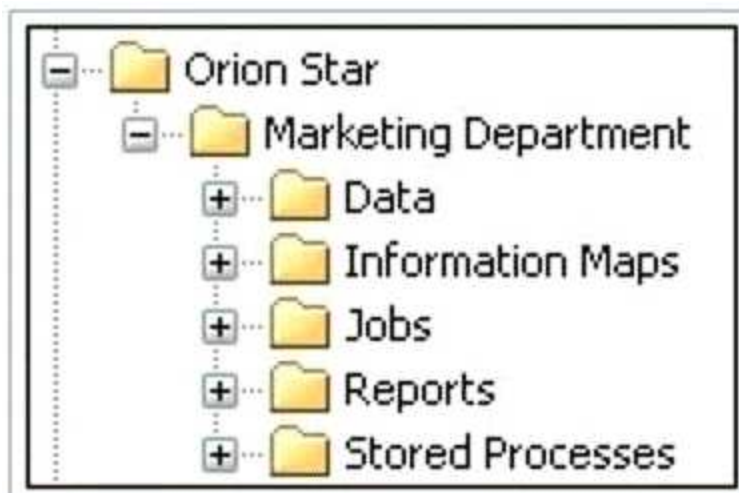 Orion Star
Marketing Department
Data
Information Maps
Jobs
Reports
Stored Processes